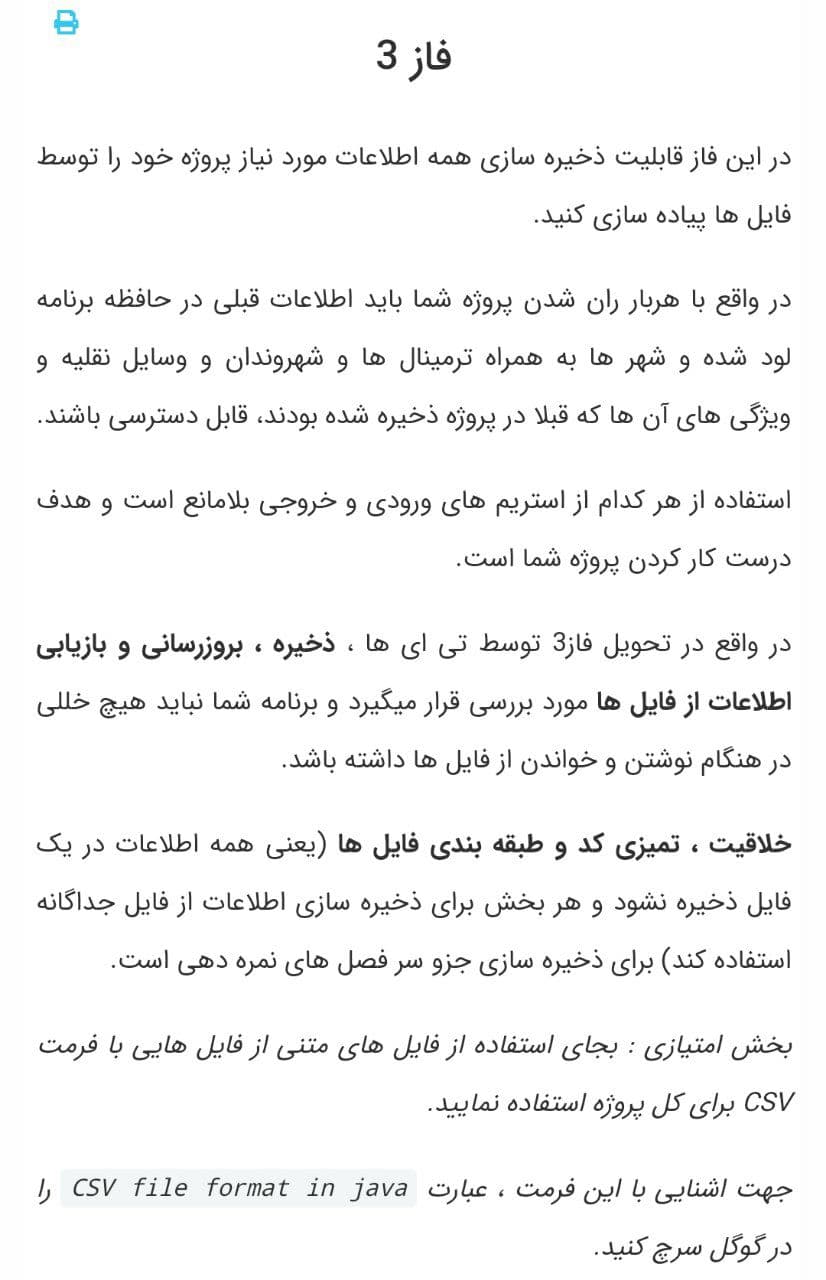 فاز 3
در این فاز قابلیت ذخیره سازی همه اطلاعات مورد نیاز پروژه خود را توسط
فایل ها پیاده سازی کنید.
در واقع با هربار ران شدن پروژه شما باید اطلاعات قبلی در حافظه برنامه
لود شده و شهر ها به همراه ترمینال ها و شهروندان و وسایل نقلیه و
ویژگی های آن ها که قبلا در پروژه ذخیره شده بودند، قابل دسترسی باشند.
استفاده از هر کدام از استریم های ورودی و خروجی بلامانع است و هدف
درست کار کردن پروژه شما است.
در واقع در تحویل فاز3 توسط تی ای ها ، ذخیره ، بروزرسانی و بازیابی
اطلاعات از فایل ها مورد بررسی قرار میگیرد و برنامه شما نباید هیچ خللی
در هنگام نوشتن و خواندن از فایل ها داشته باشد.
خلاقیت ، تمیزی کد و طبقه بندی فایل ها (یعنی همه اطلاعات در یک
فایل ذخیره نشود و هر بخش برای ذخیره سازی اطلاعات از فایل جداگانه
استفاده کند) برای ذخیره سازی جزو سر فصل های نمره دهی است.
بخش امتیازی : بجای استفاده از فایل های متنی از فایل هایی با فرمت
CSV برای کل پروژه استفاده نمایید.
جهت اشنایی با این فرمت ، عبارت CSV file format in java را
در گوگل سرچ کنید.